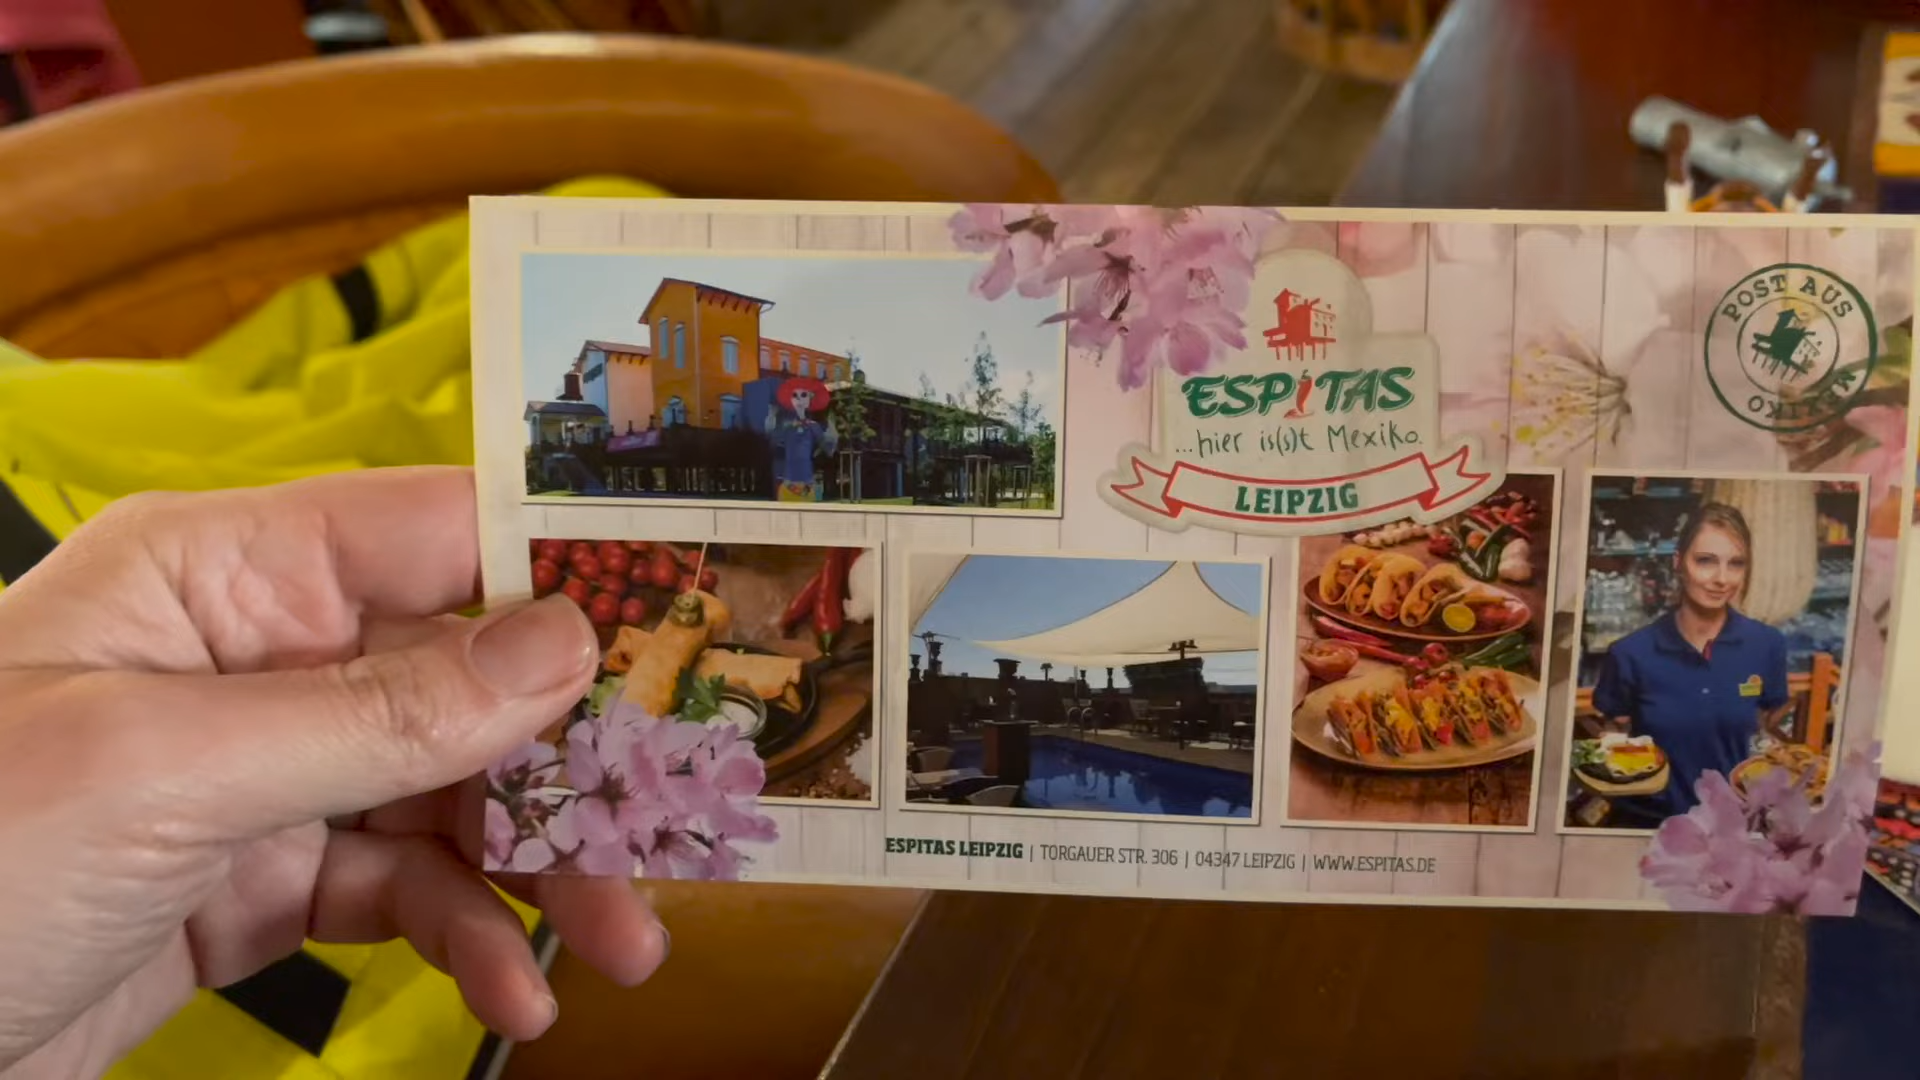 ESPITAS
...hier is(s)t Mexiko.
LEIPZIG
POST AUS
MEXIKO
ESPITAS LEIPZIG | TORGAUER STR. 306 | 04347 LEIPZIG | WWW.ESPITAS.DE